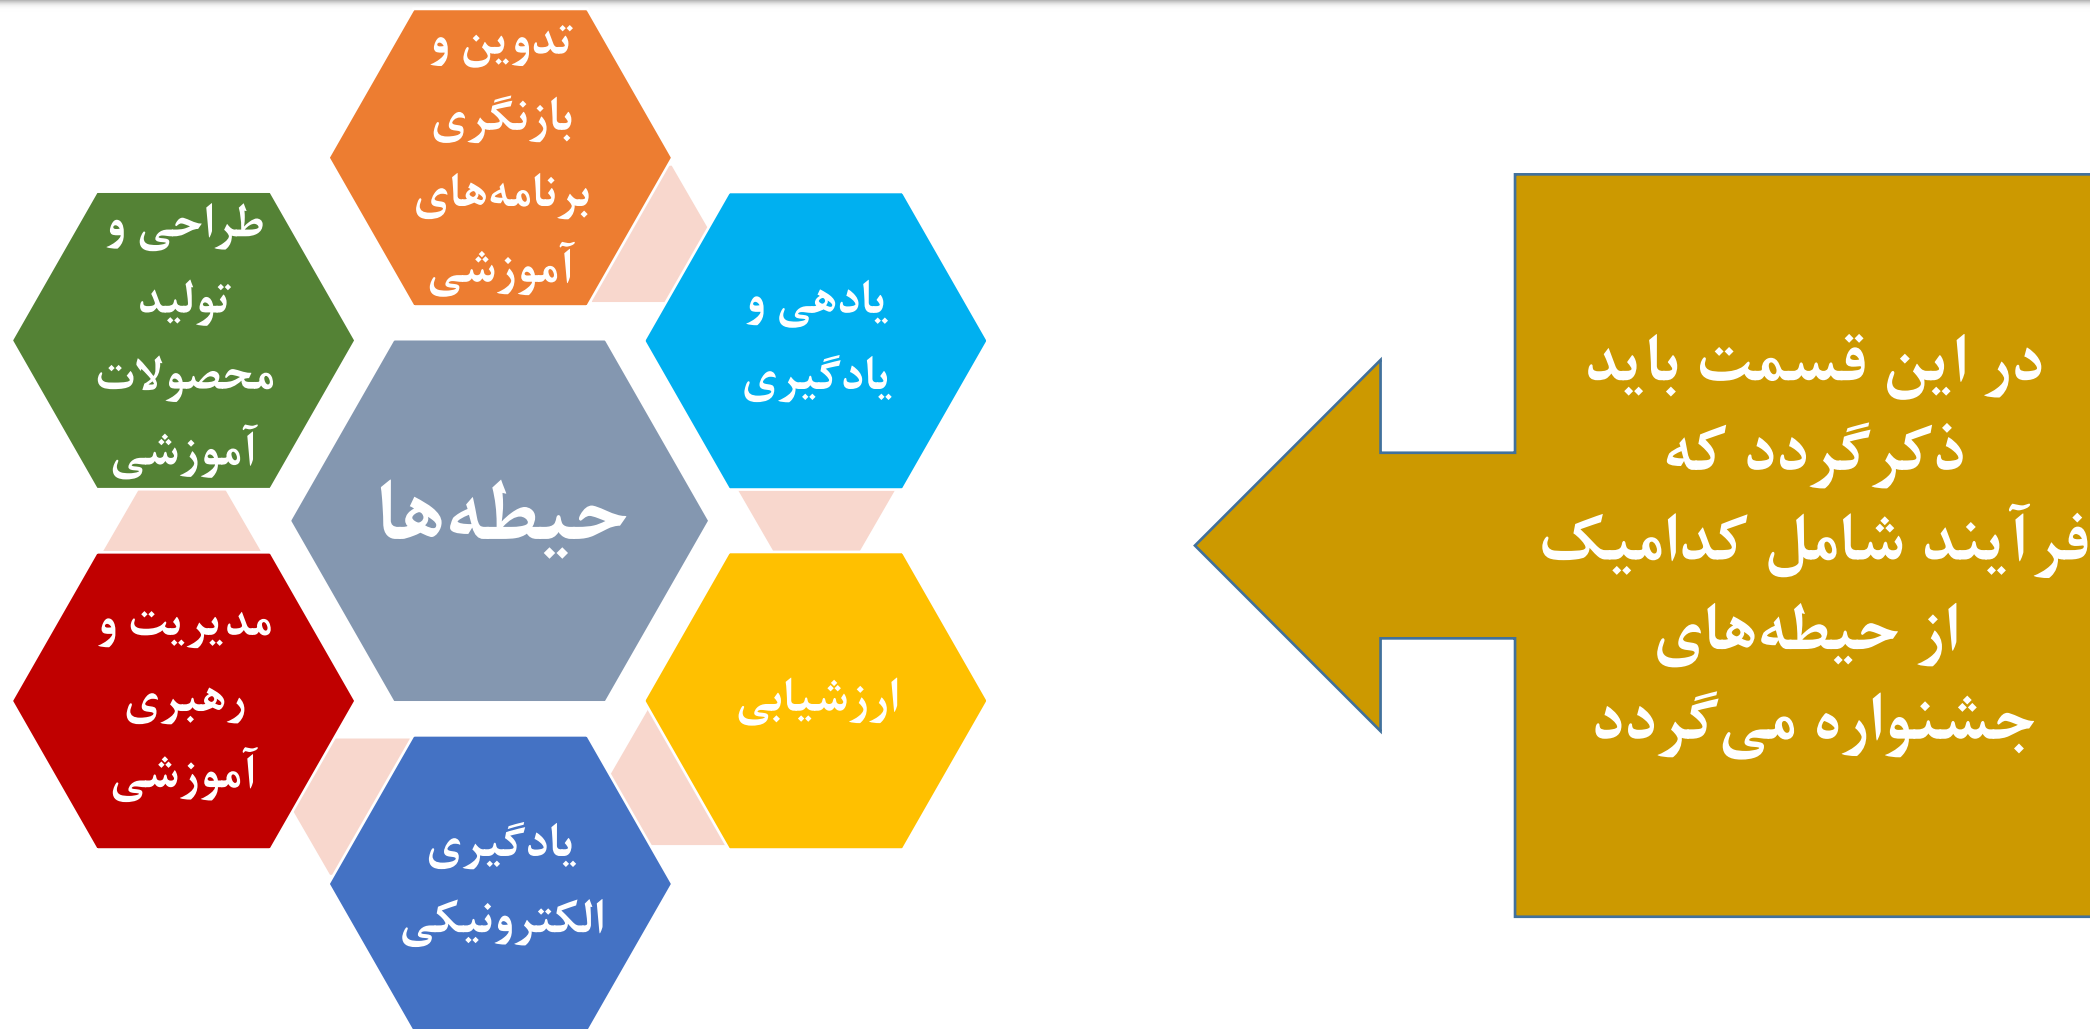 در این قسمت باید
ذکرگردد که
فرآیند شامل کدامیک
از حیطه‌های
جشنواره می‌گردد
حیطه‌ها
تدوین و
بازنگری
برنامه‌های
آموزشی
یاددهی و
یادگیری
ارزشیابی
یادگیری
الکترونیکی
مدیریت و
رهبری
آموزشی
طراحی و
تولید
محصولات
آموزشی